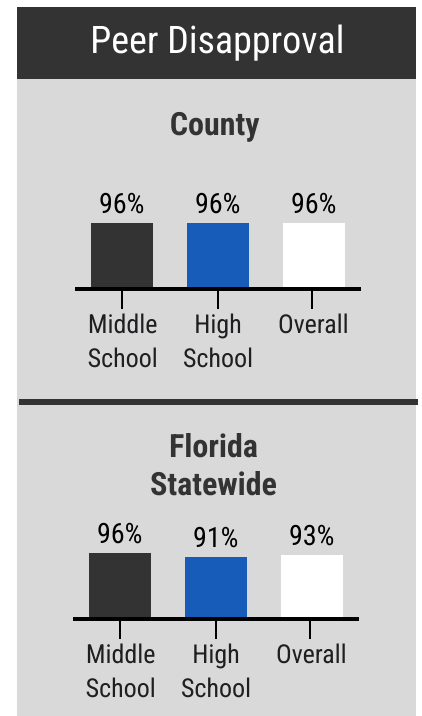 Peer Disapproval
County
96% 96% 96%
Middle School
High School
Overall
Florida
Statewide
96% 91% 93%
Middle School
High School
Overall